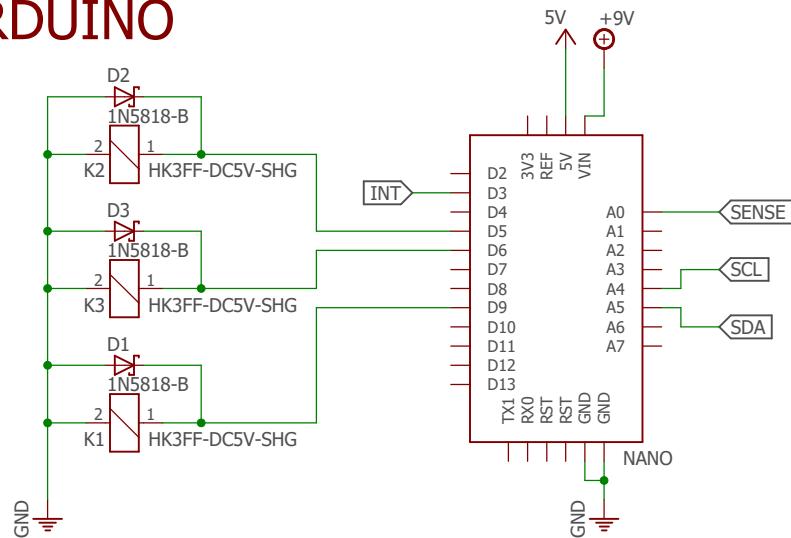 RDUINO
5V
+9V
D2
1N5818-B
2
1
K2
HK3FF-DC5V-SHG
D3
1N5818-B
2
1
K3
HK3FF-DC5V-SHG
D1
1N5818-B
2
1
K1
HK3FF-DC5V-SHG
GND
INT
3V3
REF
5V
VIN
D2
D3
D4
D5
D6
D7
D8
D9
D10
D11
D12
D13
A0
A1
A2
A3
A4
A5
A6
A7
TX1
RX0
RST
RST
GND
GND
NANO
GND
SENSE
SCL
SDA